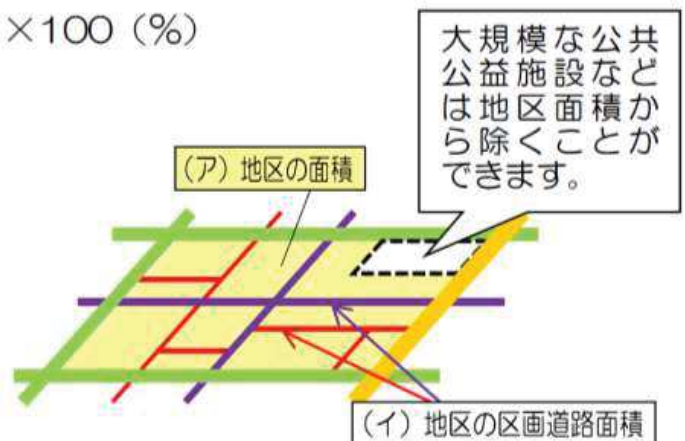 ×100（%）
大規模な公共
公益施設など
は地区面積か
ら除くことが
できます。
（ア）地区の面積
（イ）地区の区画道路面積